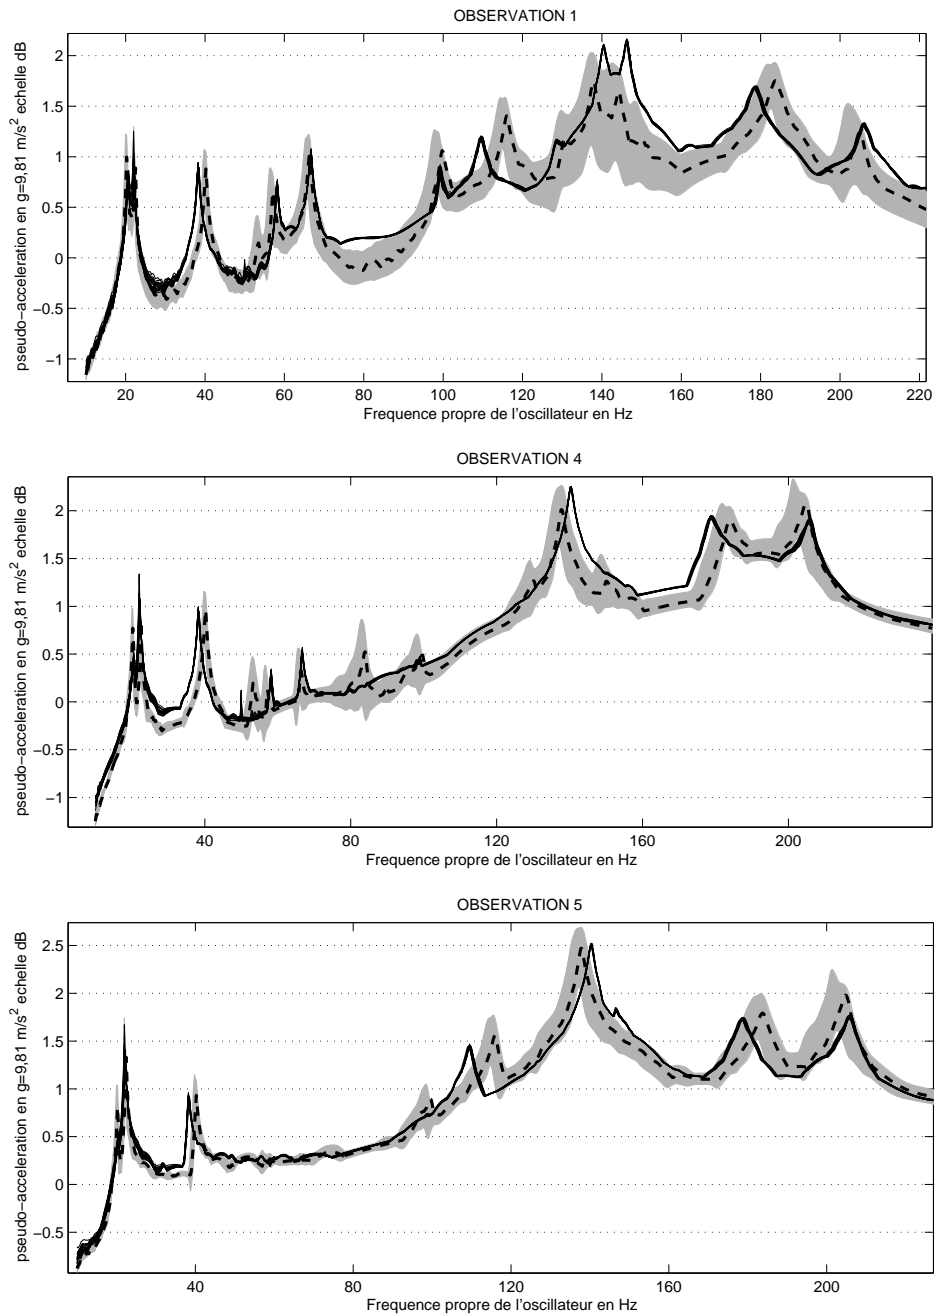 OBSERVATION 1
pseudo−acceleration en g=9,81 m/s² echelle dB
2
1.5
1
0.5
0
−0.5
−1
20 40 60 80 100 120 140 160 180 200 220
Frequence propre de l'oscillateur en Hz
OBSERVATION 4
pseudo−acceleration en g=9,81 m/s² echelle dB
2
1.5
1
0.5
0
−0.5
−1
40 80 120 160 200
Frequence propre de l'oscillateur en Hz
OBSERVATION 5
pseudo−acceleration en g=9,81 m/s² echelle dB
2.5
2
1.5
1
0.5
0
−0.5
40 80 120 160 200
Frequence propre de l'oscillateur en Hz